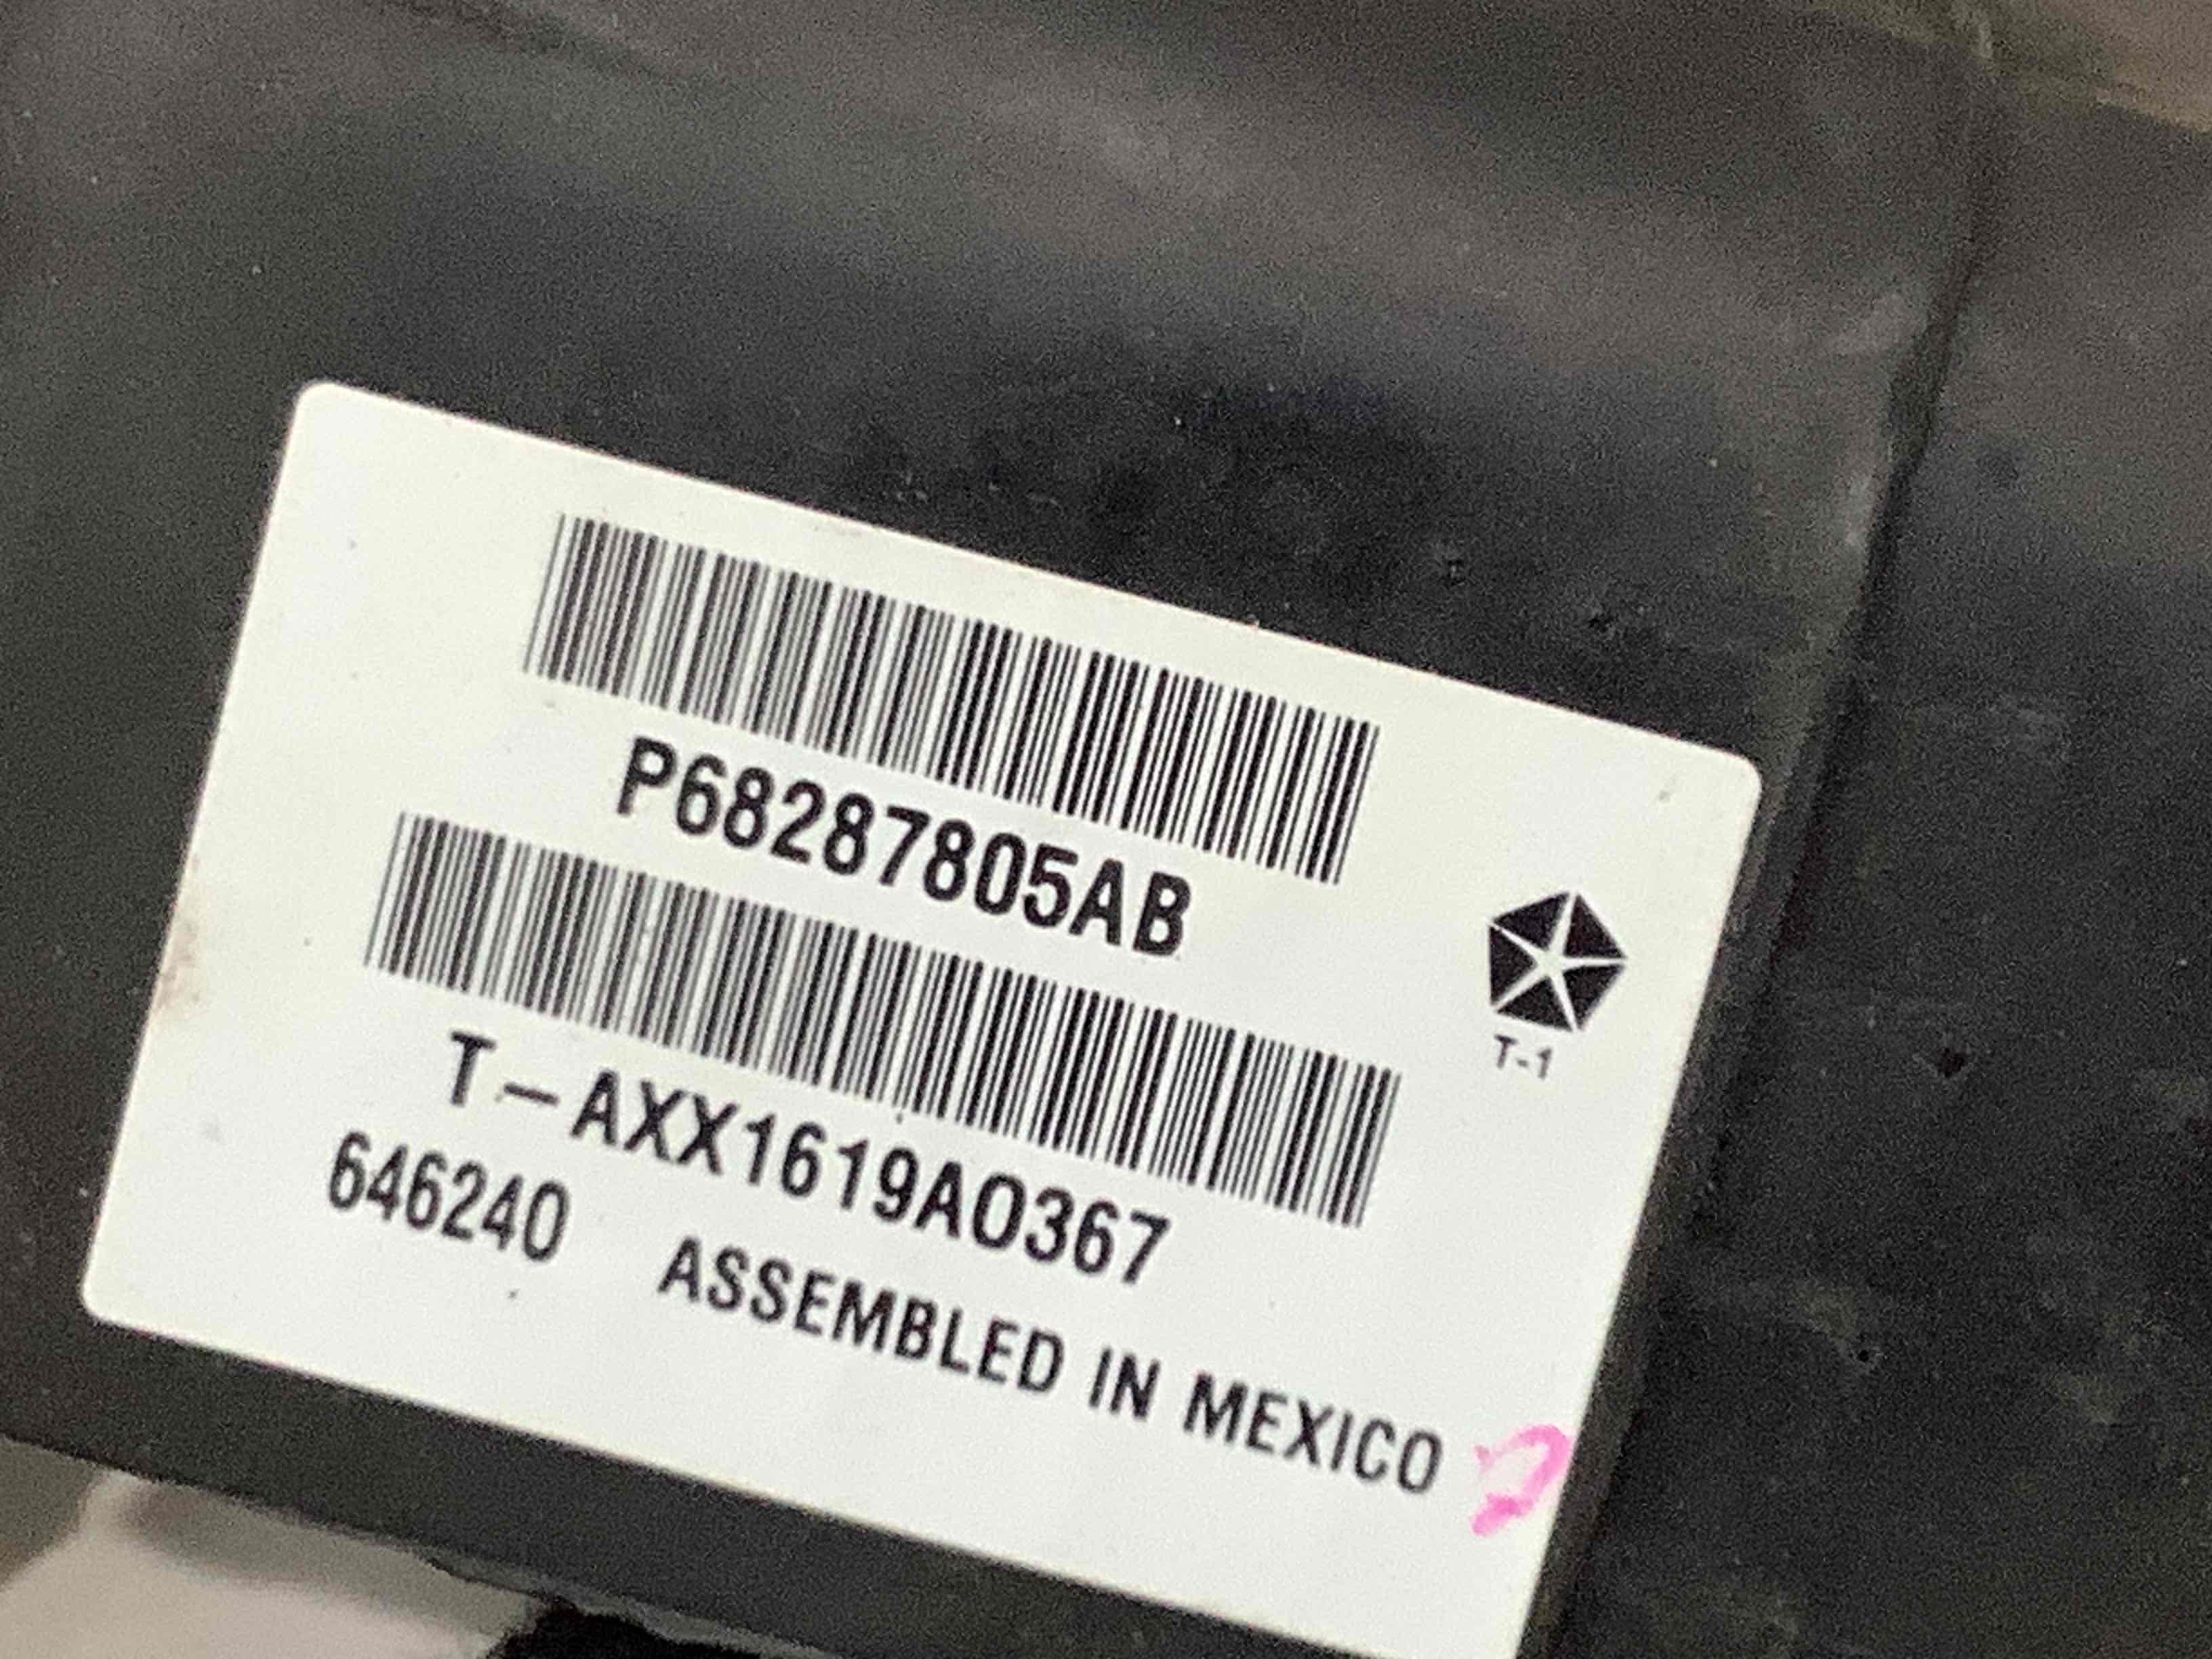 P68287805AB
T-1
T-AXX1619A0367
646240 ASSEMBLED IN MEXICO